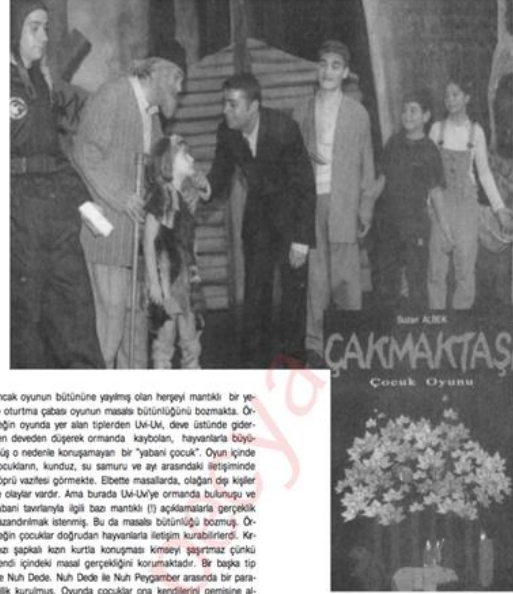 Suzan ALBEK
ÇAKMAKTAŞ
Çocuk Oyunu
ncak oyunun bütününe yayılmış olan herşeyi mantıklı bir ye-
e oturtma çabası oyunun masalsı bütünlüğünü bozmakta. Ör-
eğin oyunda yer alan tiplerden Uvi-Uvi, deve üstünde gider-
en deveden düşerek ormanda kaybolan, hayvanlarla büyü-
üş o nedenle konuşamayan bir "yabani çocuk". Oyun içinde
ocukların, kunduz, su samuru ve ayı arasındaki iletişiminde
öprü vazifesi görmekte. Elbette masallarda, olağan dışı kişiler
e olaylar vardır. Ama burada Uvi-Uvi'ye ormanda bulunuşu ve
abani tavırlarıyla ilgili bazı mantıklı (!) açıklamalarla gerçeklik
azandırılmak istenmiş. Bu da masalsı bütünlüğü bozmuş. Ör-
eğin çocuklar doğrudan hayvanlarla iletişim kurabilirlerdi. Kır-
ızı şapkalı kızın kurtla konuşması kimseyi şaşırtmaz çünkü
endi içindeki masal gerçekliğini korumaktadır. Bir başka tip
e Nuh Dede. Nuh Dede ile Nuh Peygamber arasında bir para-
llik kurulmuş. Oyunda çocuklar ona kendilerini gemisine al-